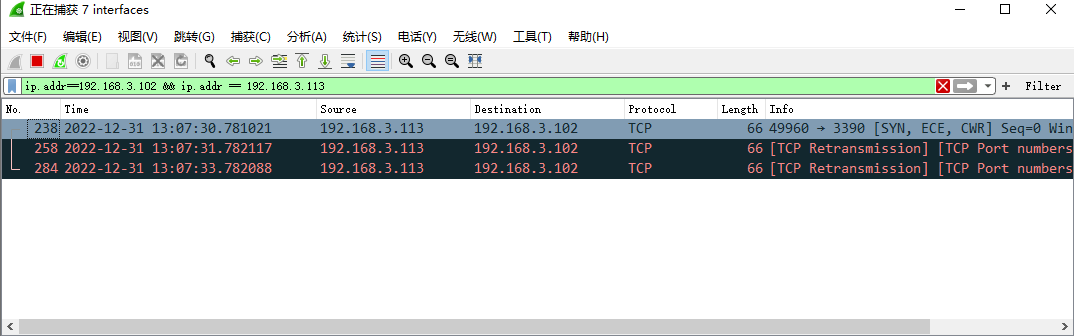 正在捕获 7 interfaces
文件(F) 编辑(E) 视图(V) 跳转(G) 捕获(C) 分析(A) 统计(S) 电话(Y) 无线(W) 工具(T) 帮助(H)
ip.addr==192.168.3.102 && ip.addr == 192.168.3.113 Filter
No. Time Source Destination Protocol Length Info
238 2022-12-31 13:07:30.781021 192.168.3.113 192.168.3.102 TCP 66 49960 → 3390 [SYN, ECE, CWR] Seq=0 Win
258 2022-12-31 13:07:31.782117 192.168.3.113 192.168.3.102 TCP 66 [TCP Retransmission] [TCP Port numbers
284 2022-12-31 13:07:33.782088 192.168.3.113 192.168.3.102 TCP 66 [TCP Retransmission] [TCP Port numbers